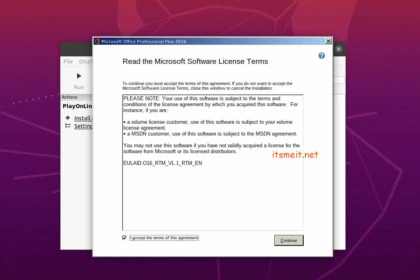 Microsoft Office Professional Plus 2016
Read the Microsoft Software License Terms
To continue you must accept the terms of this agreement. If you do not want to accept the
Microsoft Software License Terms, close this window to cancel the installation.
PLEASE NOTE: Your use of this software is subject to the terms and
conditions of the license agreement by which you acquired this software. For
instance, if you are:
• a volume license customer, use of this software is subject to your volume
license agreement.
• a MSDN customer, use of this software is subject to the MSDN agreement.
You may not use this software if you have not validly acquired a license for the
software from Microsoft or its licensed distributors.
EULAID:O16_RTM_VL.1_RTM_EN
itsmeit.net
I accept the terms of this agreement
Continue
Run
Actions
PlayOnLin
Install
Setting